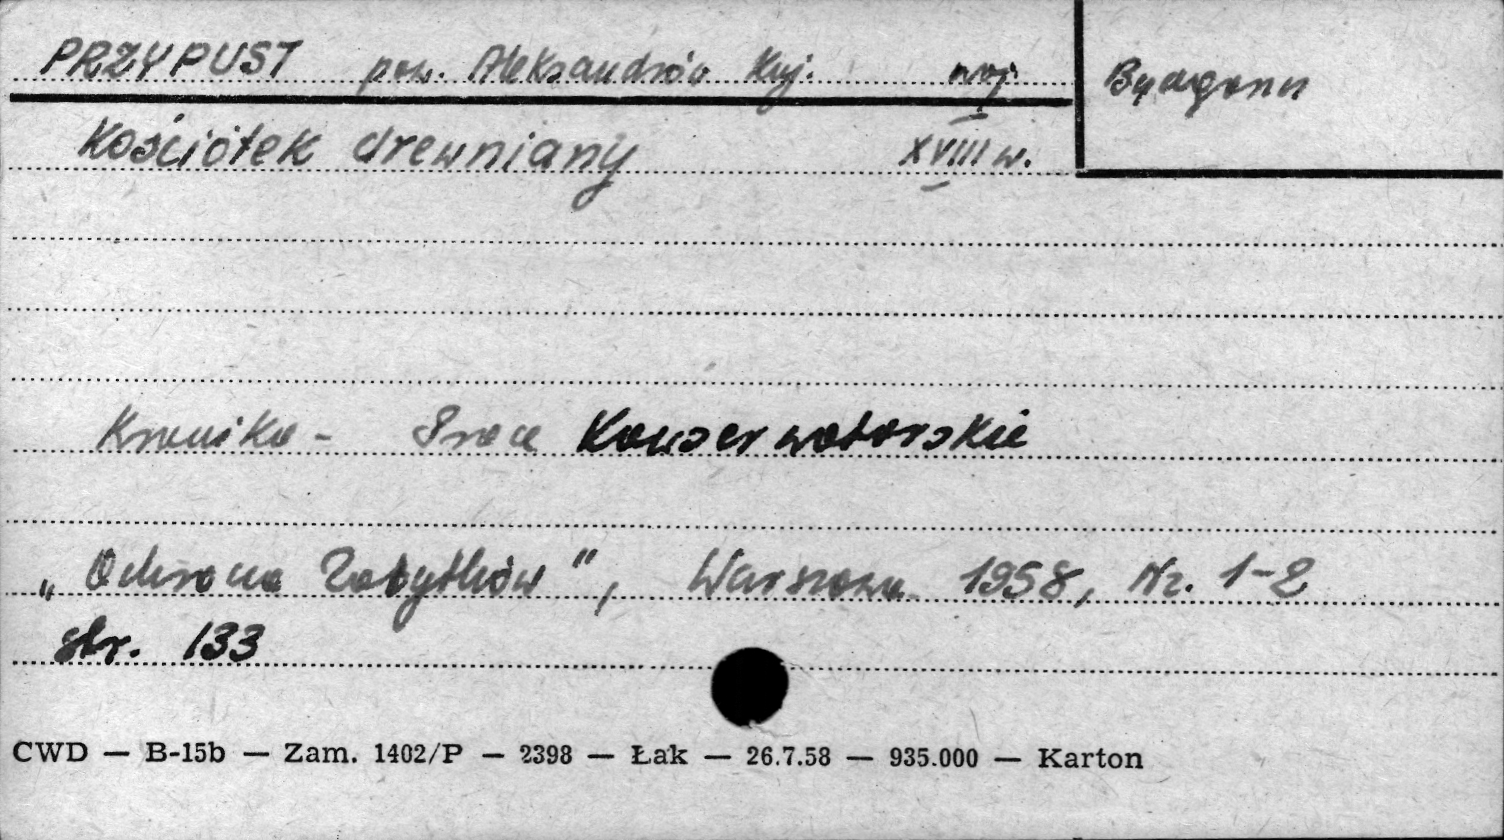 PRZYPUST pow. Aleksandrów Kuj. woj. Bydgoszcz
Kościółek drewniany XVIII w.
Kronika - Prace Konserwatorskie
„Ochrona Zabytków", Warszawa 1958, Nr. 1-2
str. 133
CWD — B-15b — Zam. 1402/P — 2398 — Łak — 26.7.58 — 935.000 — Karton